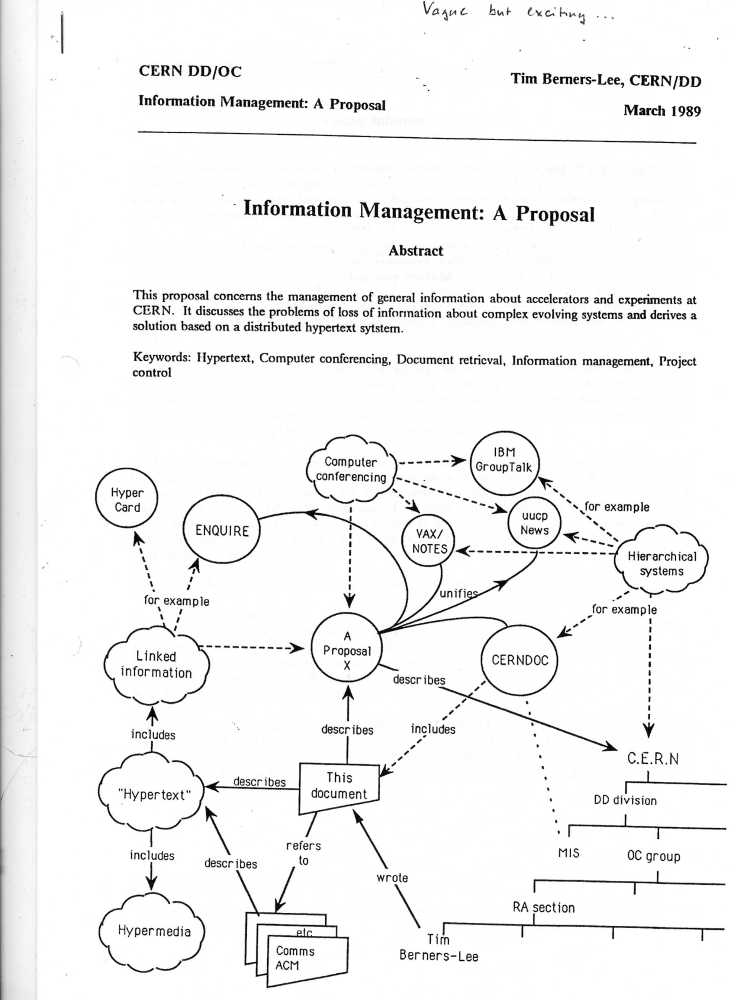 Vague but exciting ...
CERN DD/OC
Tim Berners-Lee, CERN/DD
Information Management: A Proposal
March 1989
Information Management: A Proposal
Abstract
This proposal concerns the management of general information about accelerators and experiments at
CERN. It discusses the problems of loss of information about complex evolving systems and derives a
solution based on a distributed hypertext sytstem.
Keywords: Hypertext, Computer conferencing, Document retrieval, Information management, Project
control
IBM
GroupTalk
Computer
conferencing
Hyper
Card
for example
uucp
News
ENQUIRE
VAX/
NOTES
Hierarchical
systems
unifies
for example
for example
A
Proposal
X
Linked
information
CERNDOC
describes
includes
describes
includes
C.E.R.N
This
document
describes
"Hypertext"
DD division
refers
to
includes
describes
MIS
OC group
wrote
RA section
Hypermedia
etc
Comms
ACM
Tim
Berners-Lee